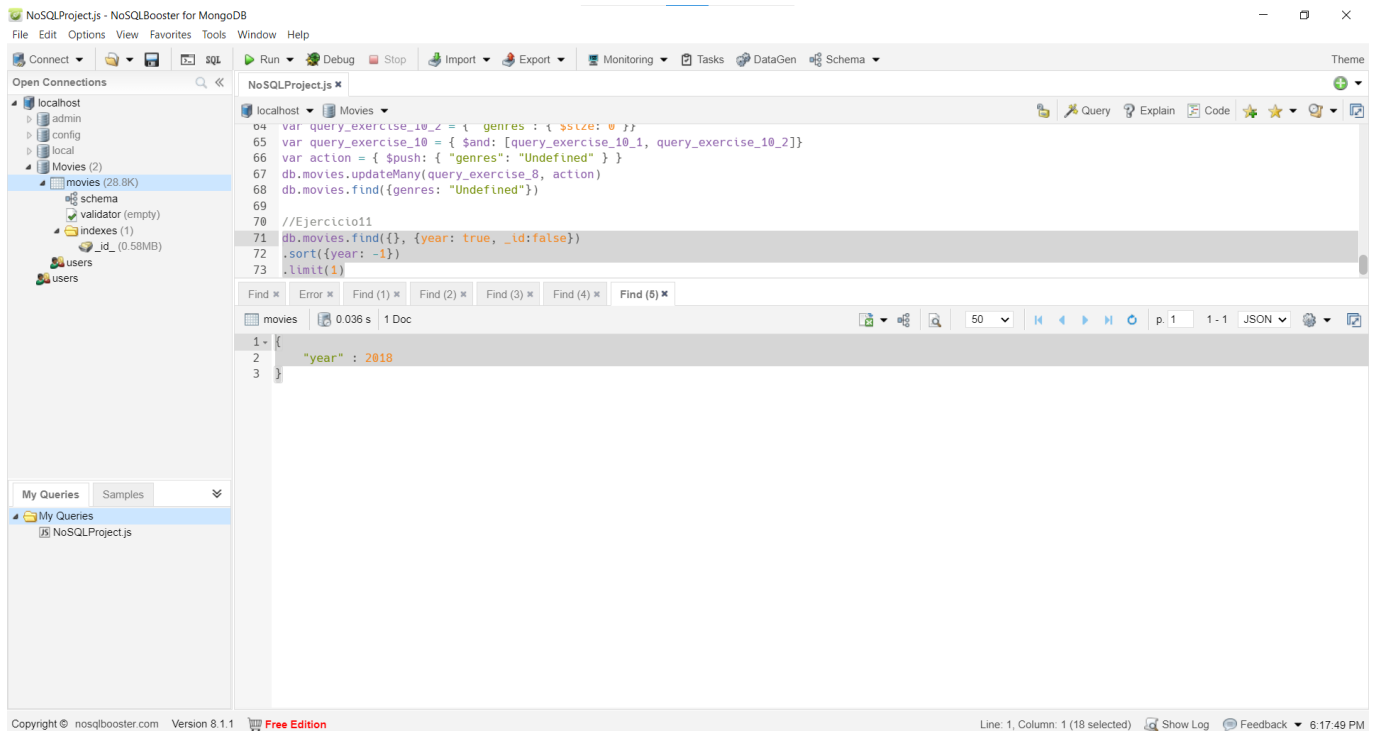 NoSQLProject.js - NoSQLBooster for MongoDB
File Edit Options View Favorites Tools Window Help
Connect SQL Run Debug Stop Import Export Monitoring Tasks DataGen Schema Theme
Open Connections
localhost
admin
config
local
Movies (2)
movies (28.8K)
schema
validator (empty)
indexes (1)
_id_ (0.58MB)
users
users
My Queries Samples
My Queries
JS NoSQLProject.js
NoSQLProject.js
localhost Movies Query Explain Code
64 var query_exercise_10_2 = { "genres" : { $size: 0 }}
65 var query_exercise_10 = { $and: [query_exercise_10_1, query_exercise_10_2]}
66 var action = { $push: { "genres": "Undefined" } }
67 db.movies.updateMany(query_exercise_8, action)
68 db.movies.find({genres: "Undefined"})
69
70 //Ejercicio11
71 db.movies.find({}, {year: true, _id:false})
72 .sort({year: -1})
73 .limit(1)
Find Error Find (1) Find (2) Find (3) Find (4) Find (5)
movies 0.036 s 1 Doc 50 p. 1 1 - 1 JSON
1 {
2 "year" : 2018
3 }
Copyright © nosqlbooster.com Version 8.1.1 Free Edition Line: 1, Column: 1 (18 selected) Show Log Feedback 6:17:49 PM